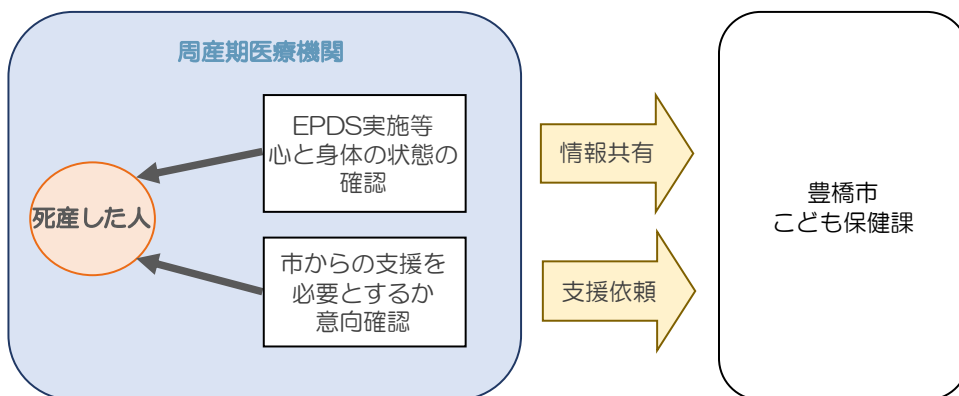 周産期医療機関
EPDS実施等
心と身体の状態の
確認
死産した人
市からの支援を
必要とするか
意向確認
情報共有
支援依頼
豊橋市
こども保健課